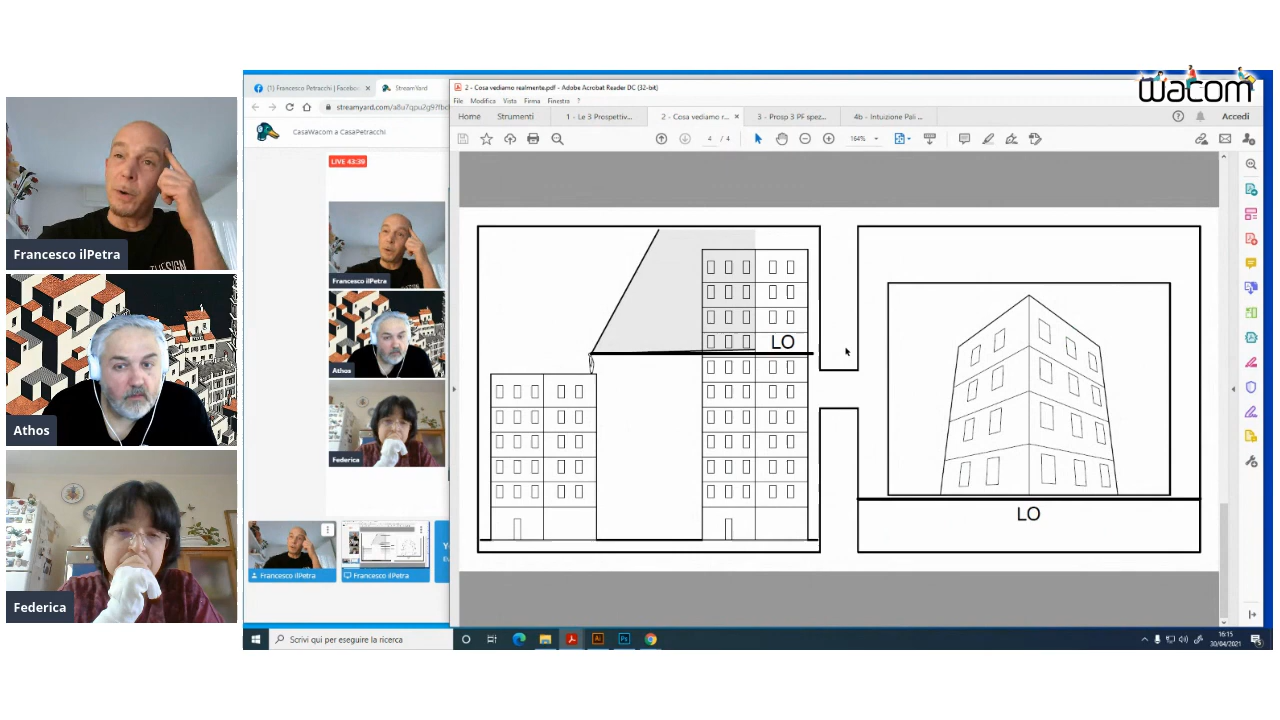 wacom
(1) Francesco Petracchi | Facebo
StreamYard
streamyard.com/a8u7qpu2g97fbc
CasaWacom a CasaPetracchi
LIVE 43:39
2 - Cosa vediamo realmente.pdf - Adobe Acrobat Reader DC (32-bit)
File Modifica Vista Firma Finestra ?
Home Strumenti 1 - Le 3 Prospettiv... 2 - Cosa vediamo r... × 3 - Prosp 3 PF spez... 4b - Intuizione Pali ... Accedi
4 / 4 164%
Francesco ilPetra
Athos
Federica
Francesco ilPetra
Athos
Federica
LO
LO
Francesco ilPetra
Francesco ilPetra
Scrivi qui per eseguire la ricerca
16:15
30/04/2021